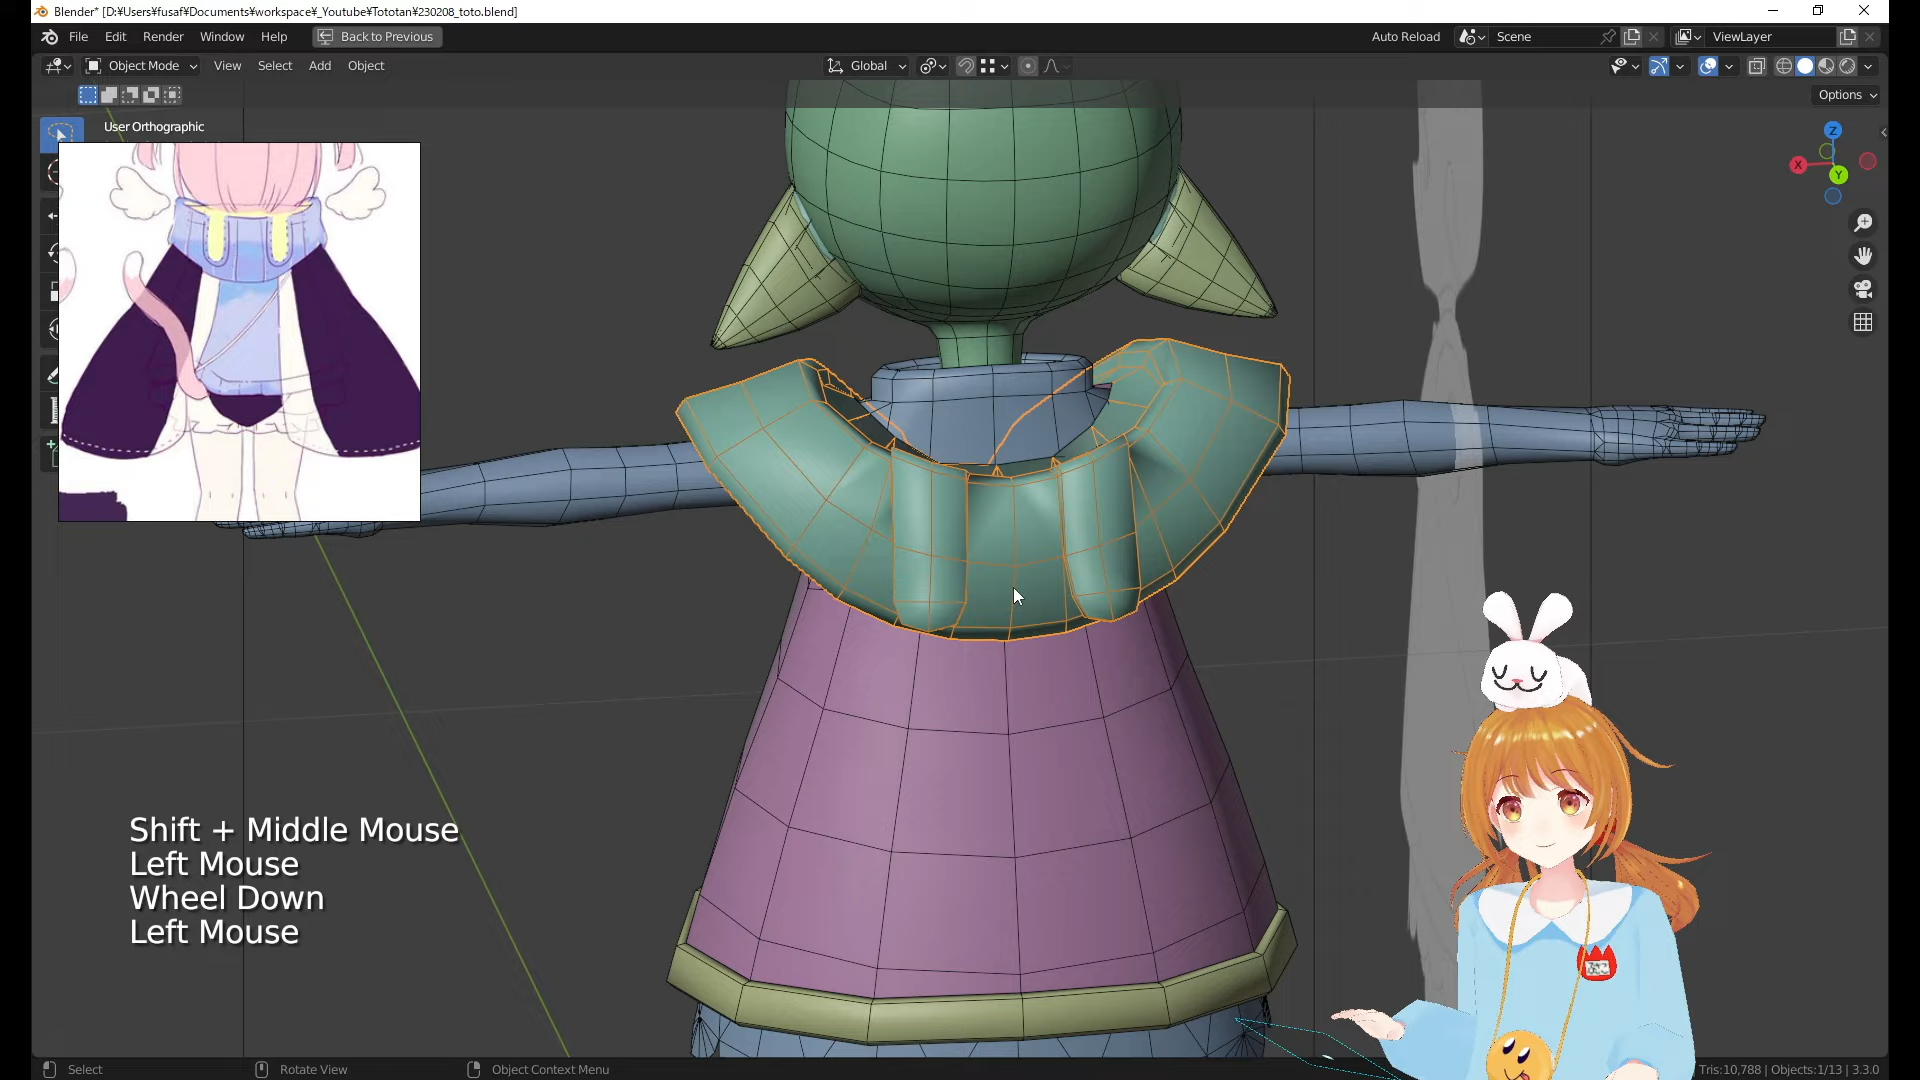 Blender* [D:¥Users¥fusaf¥Documents¥workspace¥_Youtube¥Tototan¥230208_toto.blend]
File Edit Render Window Help Back to Previous Auto Reload Scene ViewLayer
Object Mode View Select Add Object Global
Options
User Orthographic
Z
X
Y
Shift + Middle Mouse
Left Mouse
Wheel Down
Left Mouse
Select Rotate View Object Context Menu Tris:10,788 | Objects:1/13 | 3.3.0